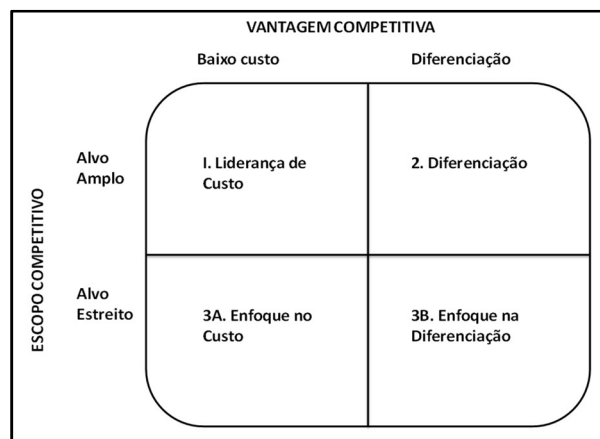 VANTAGEM COMPETITIVA
Baixo custo
Diferenciação
ESCOPO COMPETITIVO
Alvo
Amplo
I. Liderança de
Custo
2. Diferenciação
Alvo
Estreito
3A. Enfoque no
Custo
3B. Enfoque na
Diferenciação